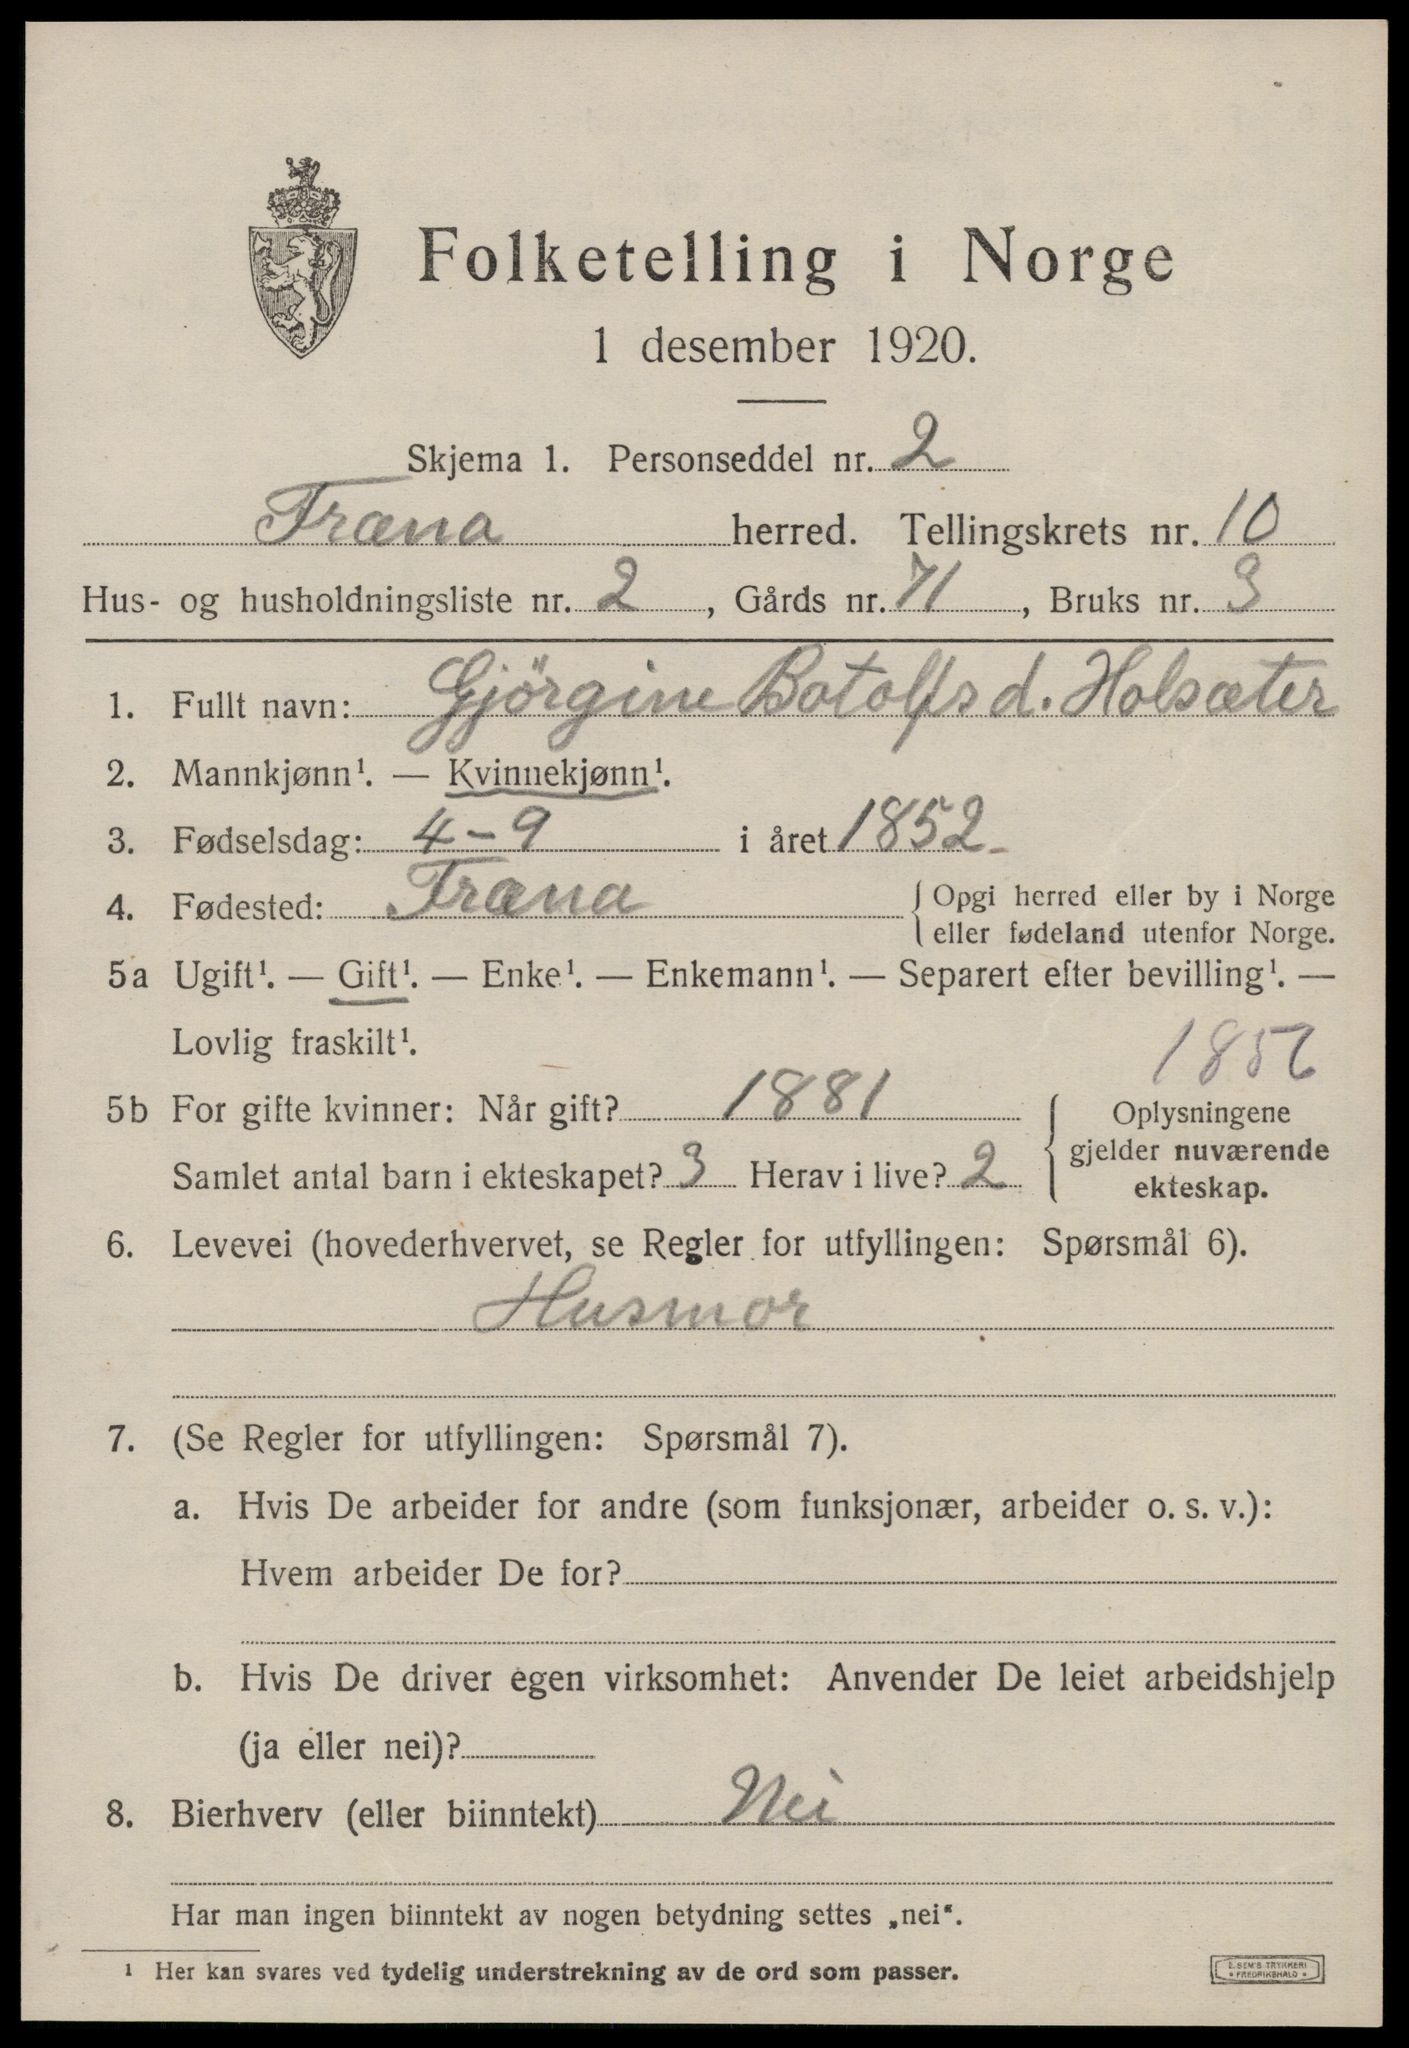 Folketelling i Norge
1 desember 1920.
Skjema 1. Personseddel nr. 2
Fræna herred. Tellingskrets nr. 10
Hus- og husholdningsliste nr. 2, Gårds nr. 71, Bruks nr. 3
1. Fullt navn: Gjörgine Botolfs d. Holsæter
2. Mannkjønn¹. — Kvinnekjønn¹.
3. Fødselsdag: 4-9 i året 1852
4. Fødested: Fræna { Opgi herred eller by i Norge
eller fødeland utenfor Norge.
5a Ugift¹. — Gift¹. — Enke¹. — Enkemann¹. — Separert efter bevilling¹. —
Lovlig fraskilt¹.
1856
5b For gifte kvinner: Når gift? 1881 { Oplysningene
gjelder nuværende
Samlet antal barn i ekteskapet? 3 Herav i live? 2
ekteskap.
6. Levevei (hovederhvervet, se Regler for utfyllingen: Spørsmål 6).
Husmor
7. (Se Regler for utfyllingen: Spørsmål 7).
a. Hvis De arbeider for andre (som funksjonær, arbeider o. s. v.):
Hvem arbeider De for?
b. Hvis De driver egen virksomhet: Anvender De leiet arbeidshjelp
(ja eller nei)?
8. Bierhverv (eller biinntekt) Nei
Har man ingen biinntekt av nogen betydning settes „nei“.
¹ Her kan svares ved tydelig understrekning av de ord som passer.
E. SEM'S TRYKKERI
• FREDRIKSHALD •